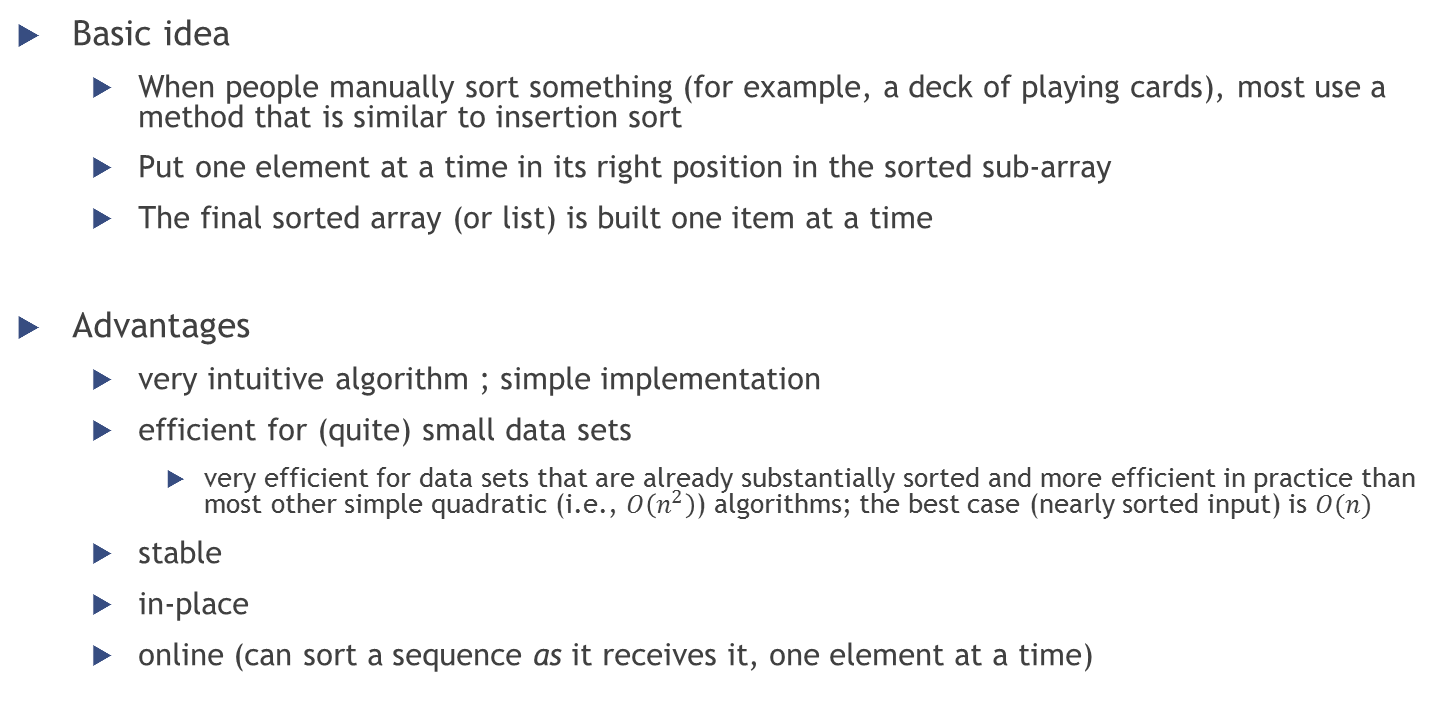 Basic idea
When people manually sort something (for example, a deck of playing cards), most use a
method that is similar to insertion sort
Put one element at a time in its right position in the sorted sub-array
The final sorted array (or list) is built one item at a time
Advantages
very intuitive algorithm ; simple implementation
efficient for (quite) small data sets
very efficient for data sets that are already substantially sorted and more efficient in practice than
most other simple quadratic (i.e., O(n²)) algorithms; the best case (nearly sorted input) is O(n)
stable
in-place
online (can sort a sequence as it receives it, one element at a time)